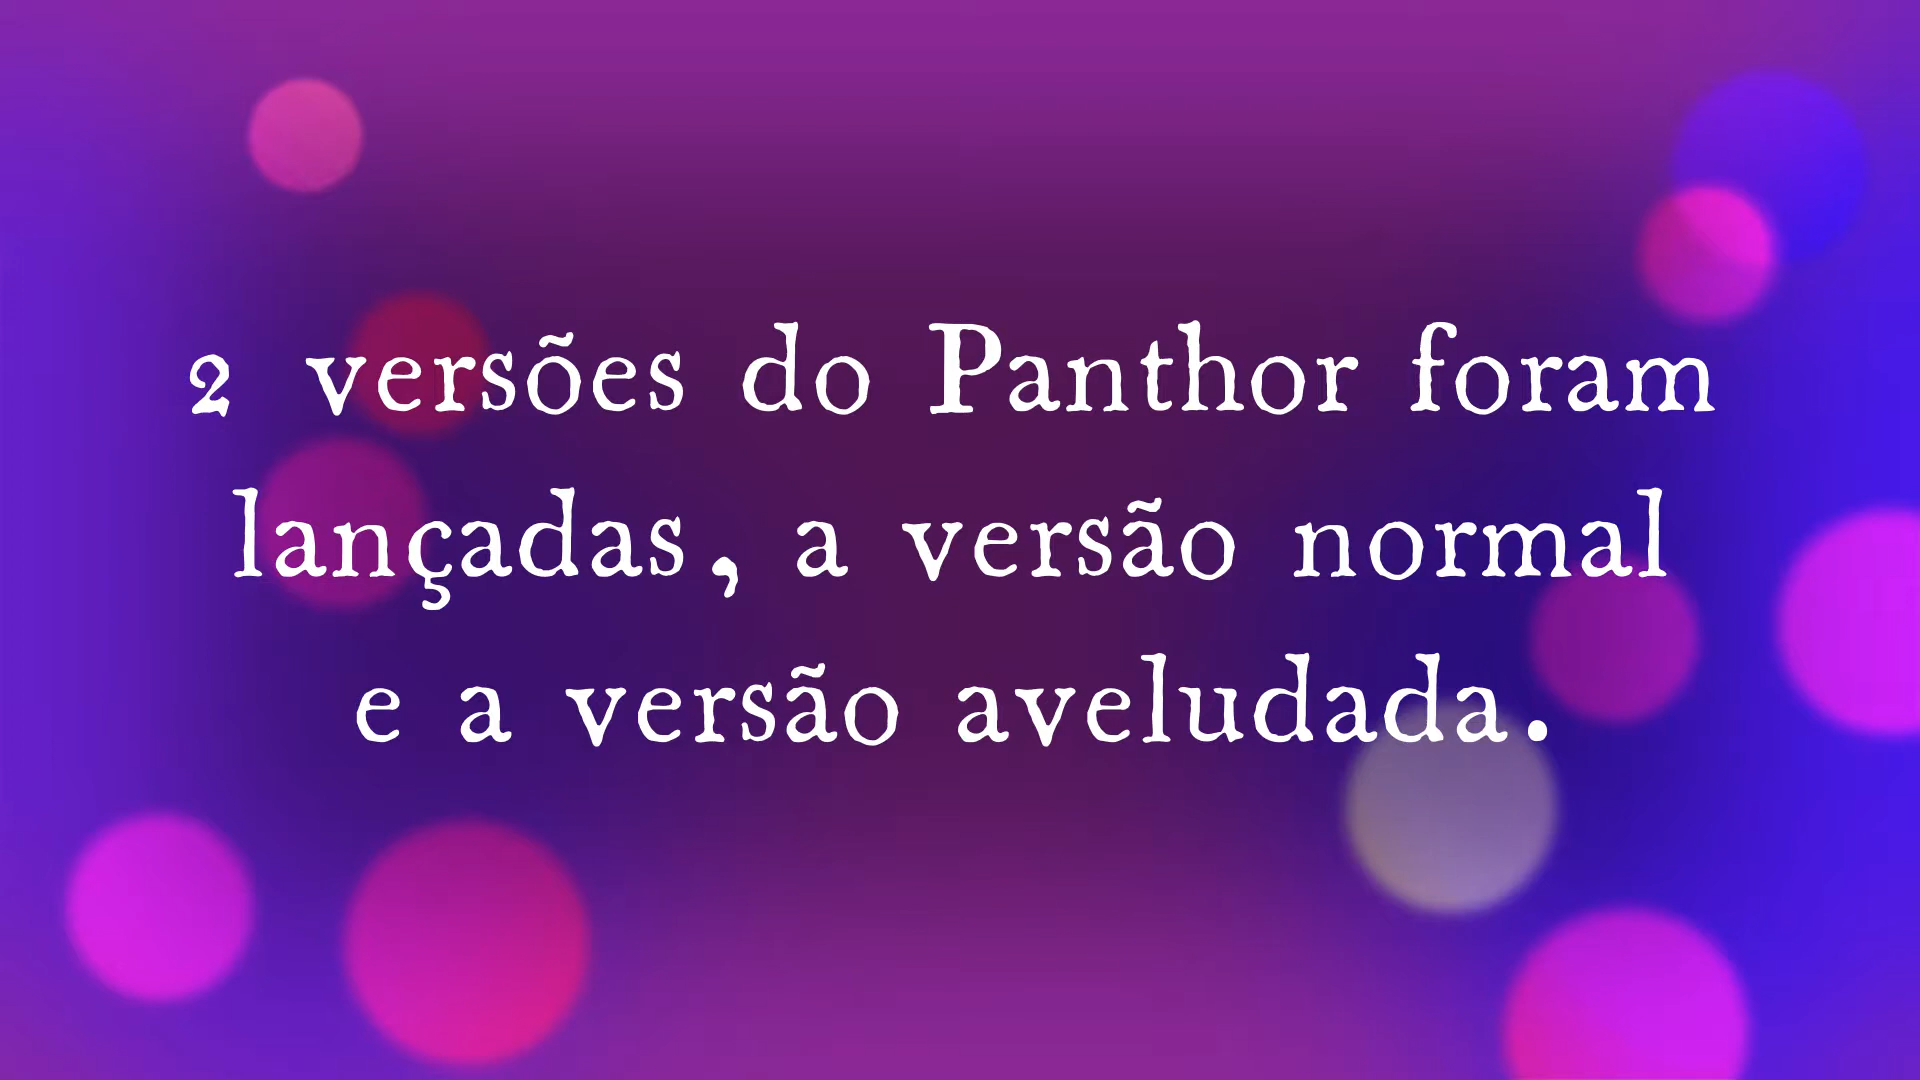 2 versões do Panthor foram
lançadas, a versão normal
e a versão aveludada.